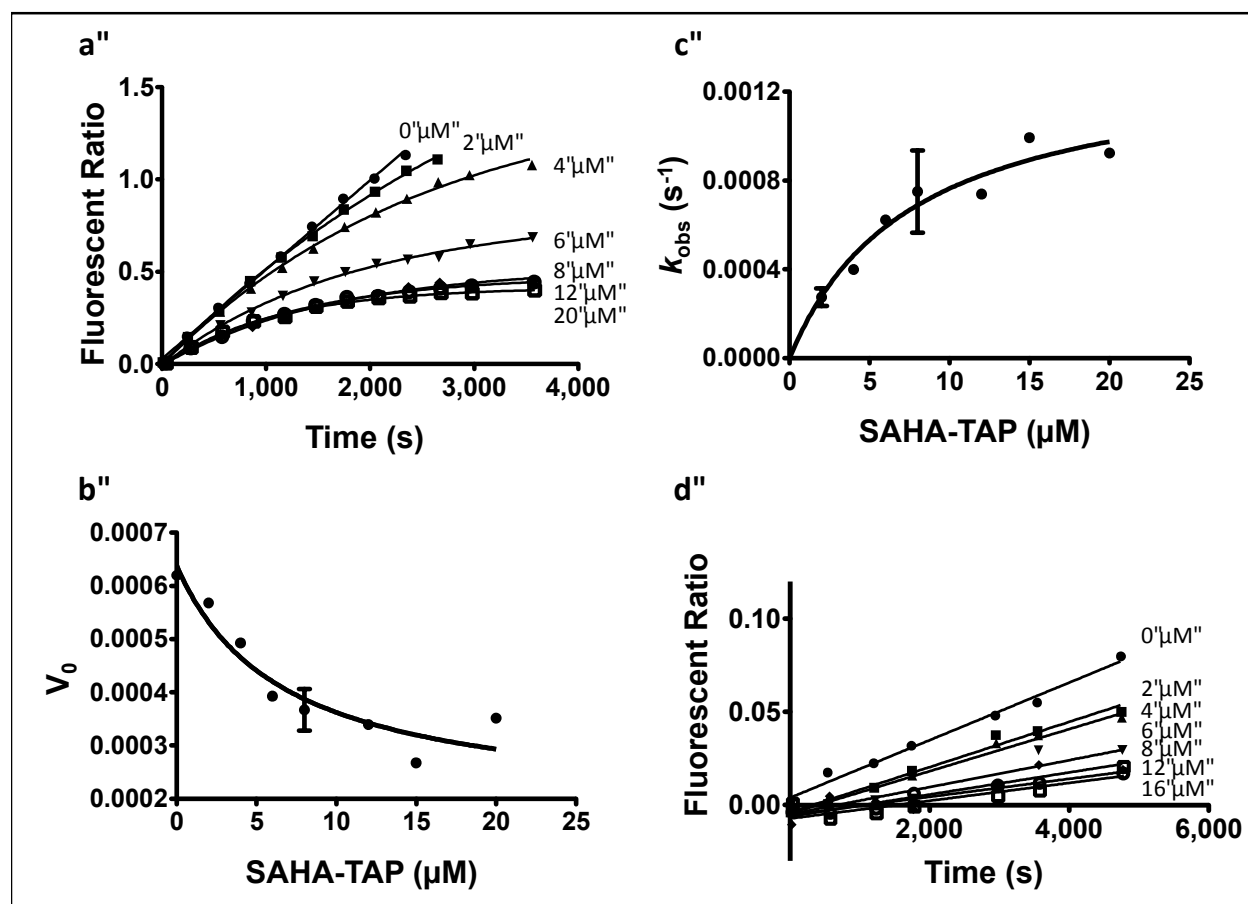 a"
Fluorescent Ratio
1.5
1.0
0.5
0.0
0"µM"
2"µM"
4"µM"
6"µM"
8"µM"
12"µM"
20"µM"
0
1,000
2,000
3,000
4,000
Time (s)
c"
kobs (s-1)
0.0012
0.0008
0.0004
0.0000
0
5
10
15
20
25
SAHA-TAP (µM)
b"
V0
0.0007
0.0006
0.0005
0.0004
0.0003
0.0002
0
5
10
15
20
25
SAHA-TAP (µM)
d"
Fluorescent Ratio
0.10
0.05
0.00
0"µM"
2"µM"
4"µM"
6"µM"
8"µM"
12"µM"
16"µM"
2,000
4,000
6,000
Time (s)